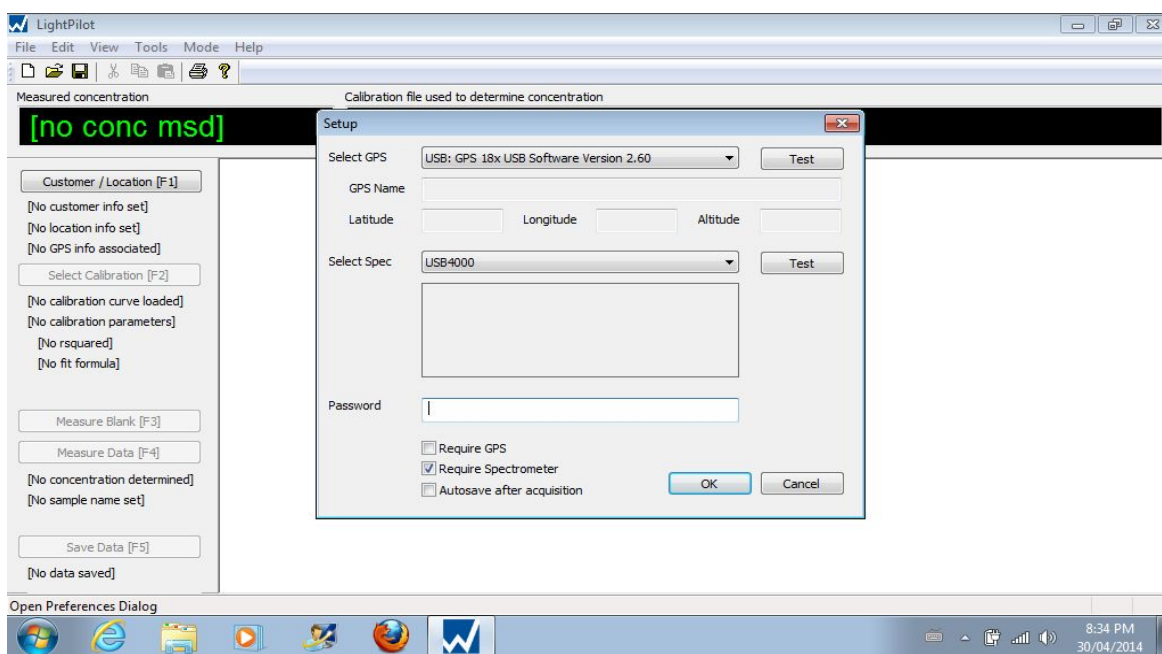 LightPilot
File Edit View Tools Mode Help
Measured concentration
Calibration file used to determine concentration
[no conc msd]
Setup
Select GPS USB: GPS 18x USB Software Version 2.60 Test
GPS Name
Latitude Longitude Altitude
Select Spec USB4000 Test
Password
Require GPS
Require Spectrometer
Autosave after acquisition
OK Cancel
Customer / Location [F1]
[No customer info set]
[No location info set]
[No GPS info associated]
Select Calibration [F2]
[No calibration curve loaded]
[No calibration parameters]
[No rsquared]
[No fit formula]
Measure Blank [F3]
Measure Data [F4]
[No concentration determined]
[No sample name set]
Save Data [F5]
[No data saved]
Open Preferences Dialog
8:34 PM
30/04/2014